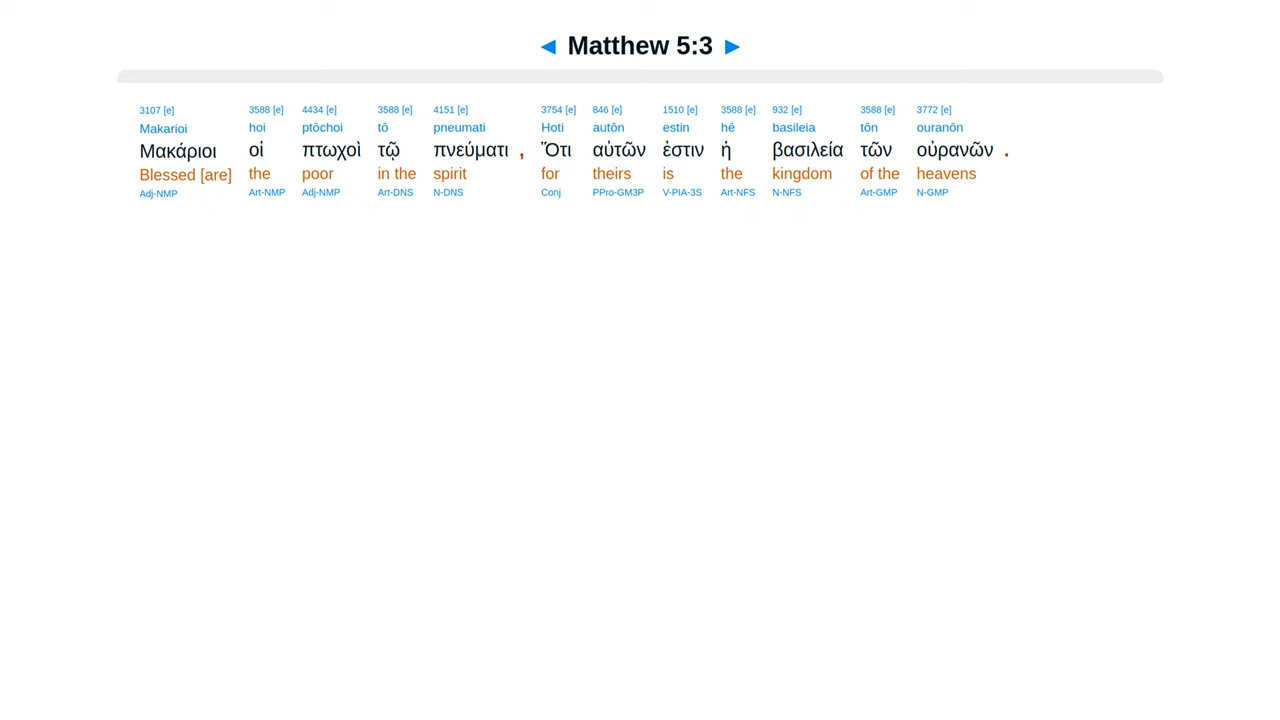 ◄ Matthew 5:3 ►
3107 [e] 3588 [e] 4434 [e] 3588 [e] 4151 [e] 3754 [e] 846 [e] 1510 [e] 3588 [e] 932 [e] 3588 [e] 3772 [e]
Makarioi hoi ptōchoi tō pneumati Hoti autōn estin hē basileia tōn ouranōn
Μακάριοι οἱ πτωχοὶ τῷ πνεύματι , Ὅτι αὐτῶν ἐστιν ἡ βασιλεία τῶν οὐρανῶν .
Blessed [are] the poor in the spirit for theirs is the kingdom of the heavens
Adj-NMP Art-NMP Adj-NMP Art-DNS N-DNS Conj PPro-GM3P V-PIA-3S Art-NFS N-NFS Art-GMP N-GMP